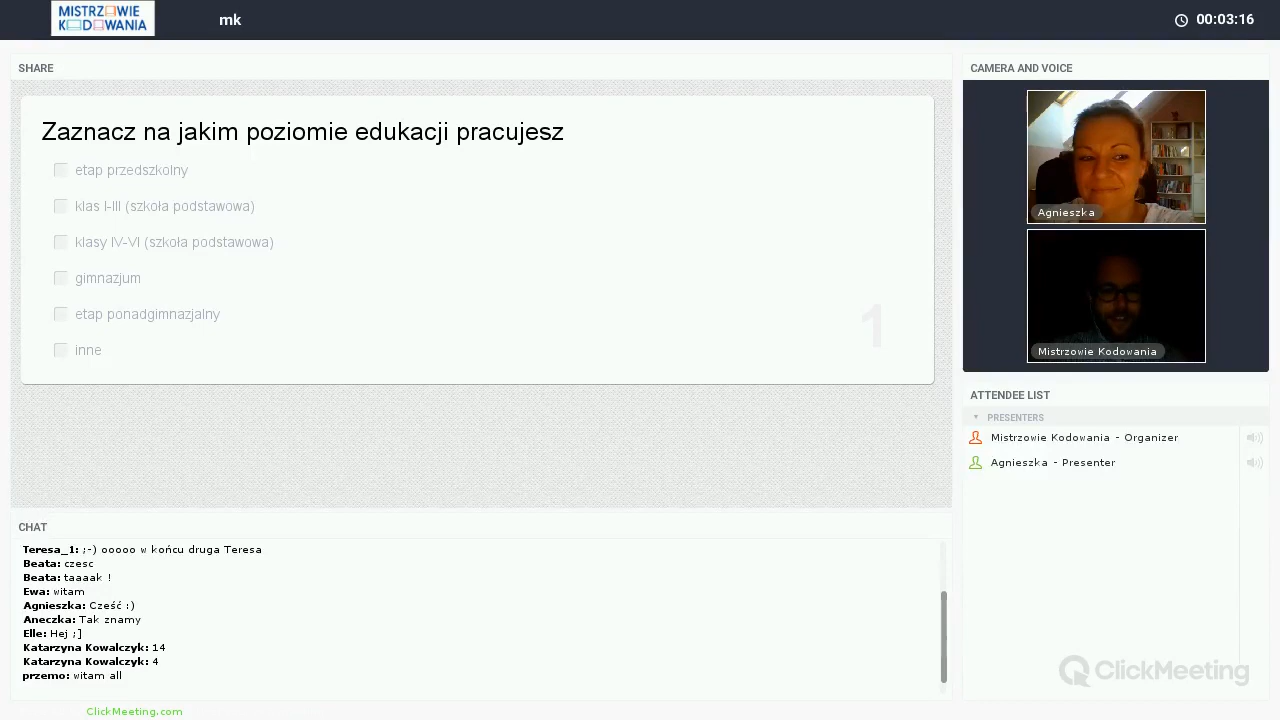 MISTRZOWIE
KODOWANIA
mk
00:03:16
SHARE
Zaznacz na jakim poziomie edukacji pracujesz
etap przedszkolny
klas I-III (szkoła podstawowa)
klasy IV-VI (szkoła podstawowa)
gimnazjum
etap ponadgimnazjalny
inne
1
CHAT
Teresa_1: ;-) ooooo w końcu druga Teresa
Beata: czesc
Beata: taaaak !
Ewa: witam
Agnieszka: Cześć :)
Aneczka: Tak znamy
Elle: Hej ;]
Katarzyna Kowalczyk: 14
Katarzyna Kowalczyk: 4
przemo: witam all
ClickMeeting.com
CAMERA AND VOICE
Agnieszka
Mistrzowie Kodowania
ATTENDEE LIST
PRESENTERS
Mistrzowie Kodowania - Organizer
Agnieszka - Presenter
ClickMeeting